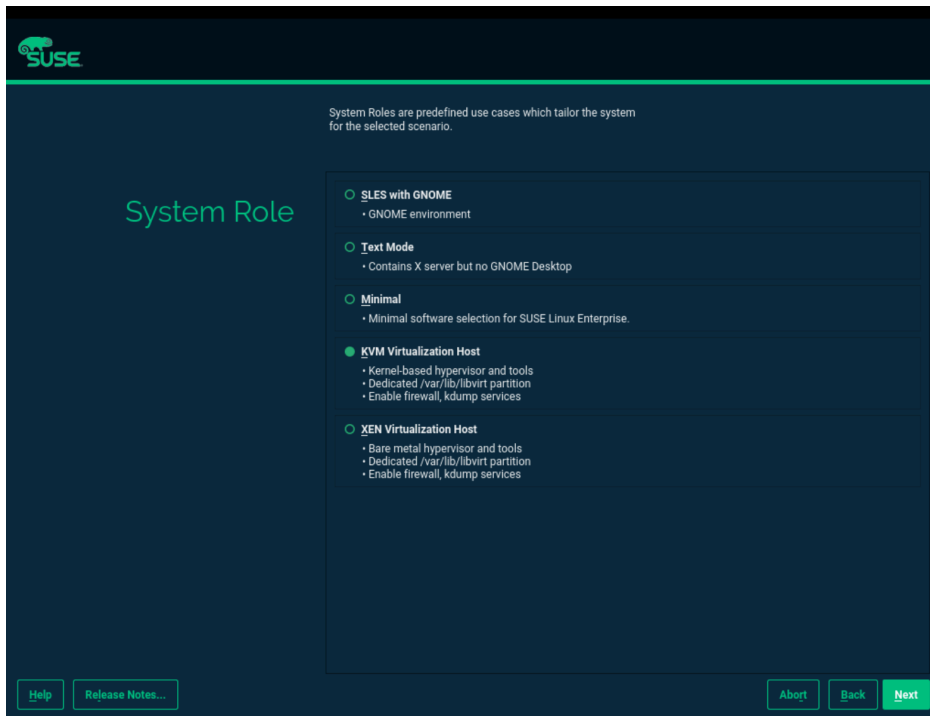 SUSE
System Roles are predefined use cases which tailor the system
for the selected scenario.
System Role
SLES with GNOME
• GNOME environment
Text Mode
• Contains X server but no GNOME Desktop
Minimal
• Minimal software selection for SUSE Linux Enterprise.
KVM Virtualization Host
• Kernel-based hypervisor and tools
• Dedicated /var/lib/libvirt partition
• Enable firewall, kdump services
XEN Virtualization Host
• Bare metal hypervisor and tools
• Dedicated /var/lib/libvirt partition
• Enable firewall, kdump services
Help Release Notes... Abort Back Next